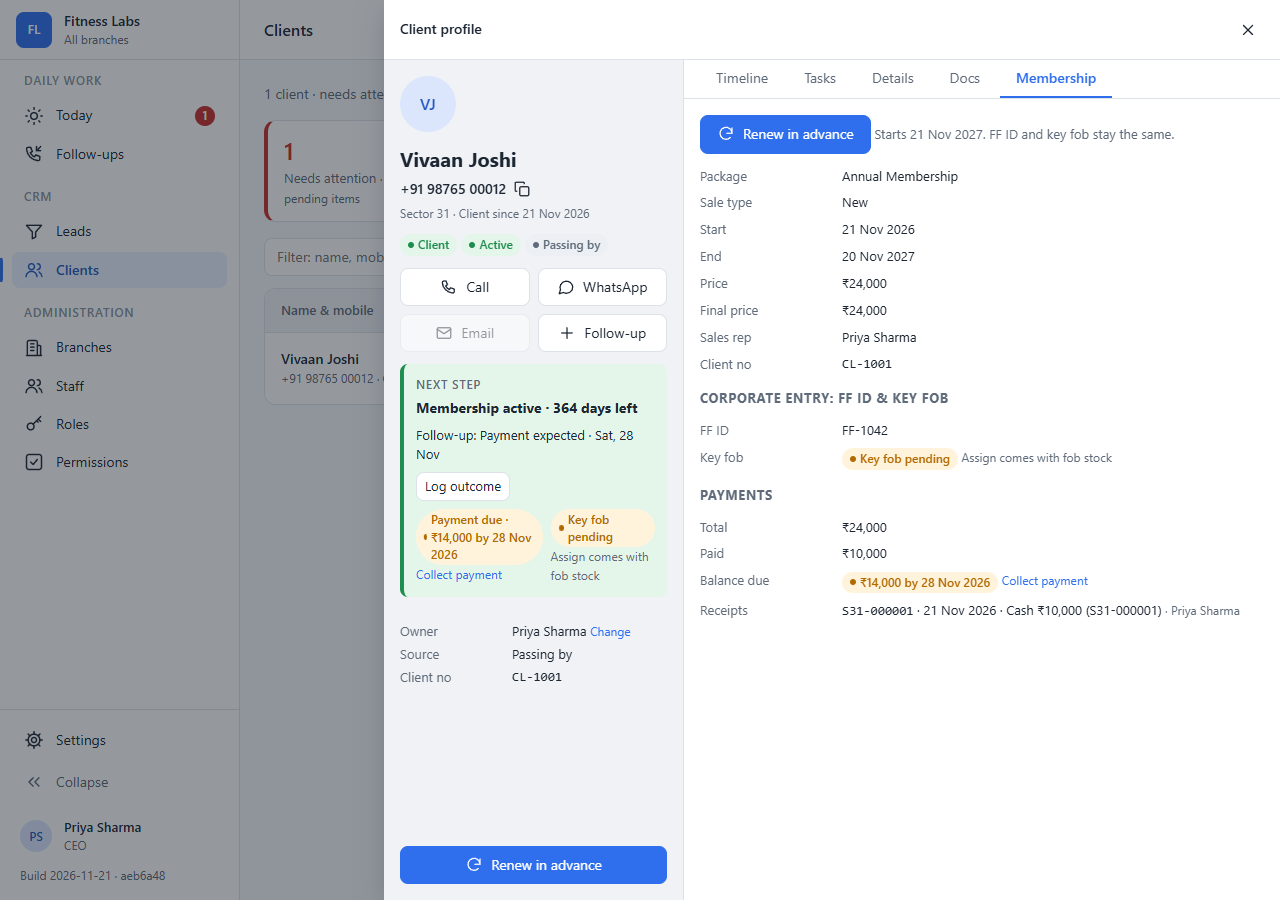 FL
Fitness Labs
All branches
DAILY WORK
Today
1
Follow-ups
CRM
Leads
Clients
ADMINISTRATION
Branches
Staff
Roles
Permissions
Settings
Collapse
PS
Priya Sharma
CEO
Build 2026-11-21 · aeb6a48
Clients
1 client · needs atte
1
Needs attention ·
pending items
Filter: name, mob
Name & mobile
Vivaan Joshi
+91 98765 00012 ·
Client profile
VJ
Vivaan Joshi
+91 98765 00012
Sector 31 · Client since 21 Nov 2026
Client
Active
Passing by
Call
WhatsApp
Email
Follow-up
NEXT STEP
Membership active · 364 days left
Follow-up: Payment expected · Sat, 28
Nov
Log outcome
Payment due ·
₹14,000 by 28 Nov
2026
Collect payment
Key fob
pending
Assign comes with
fob stock
Owner Priya Sharma Change
Source Passing by
Client no CL-1001
Renew in advance
Timeline Tasks Details Docs Membership
Renew in advance Starts 21 Nov 2027. FF ID and key fob stay the same.
Package Annual Membership
Sale type New
Start 21 Nov 2026
End 20 Nov 2027
Price ₹24,000
Final price ₹24,000
Sales rep Priya Sharma
Client no CL-1001
CORPORATE ENTRY: FF ID & KEY FOB
FF ID FF-1042
Key fob Key fob pending Assign comes with fob stock
PAYMENTS
Total ₹24,000
Paid ₹10,000
Balance due ₹14,000 by 28 Nov 2026 Collect payment
Receipts S31-000001 · 21 Nov 2026 · Cash ₹10,000 (S31-000001) · Priya Sharma